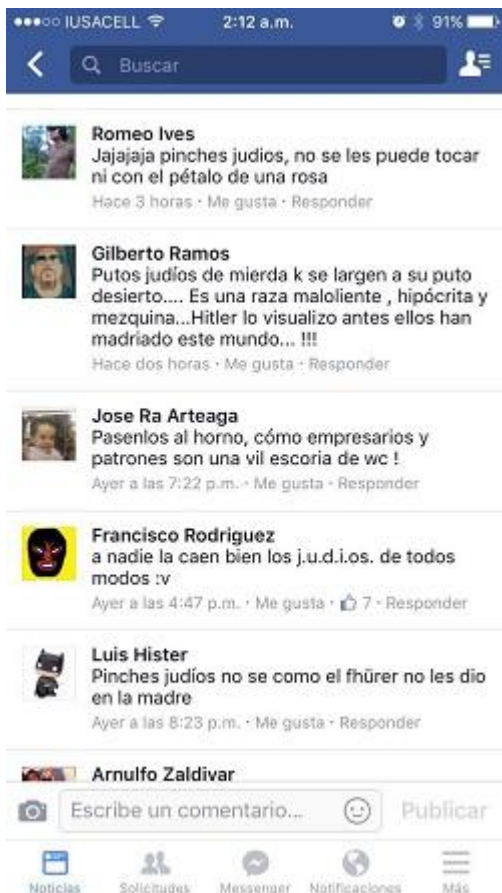 IUSACELL 2:12 a.m. 91%
Buscar
Romeo Ives
Jajajaja pinches judios, no se les puede tocar
ni con el pétalo de una rosa
Hace 3 horas · Me gusta · Responder
Gilberto Ramos
Putos judíos de mierda k se largen a su puto
desierto.... Es una raza maloliente , hipócrita y
mezquina...Hitler lo visualizo antes ellos han
madriado este mundo... !!!
Hace dos horas · Me gusta · Responder
Jose Ra Arteaga
Pasenlos al horno, cómo empresarios y
patrones son una vil escoria de wc !
Ayer a las 7:22 p.m. · Me gusta · Responder
Francisco Rodriguez
a nadie la caen bien los j.u.d.i.os. de todos
modos :v
Ayer a las 4:47 p.m. · Me gusta · 7 · Responder
Luis Hister
Pinches judíos no se como el fhürer no les dio
en la madre
Ayer a las 8:23 p.m. · Me gusta · Responder
Arnulfo Zaldivar
Escribe un comentario... Publicar
Noticias Solicitudes Messenger Notificaciones Más